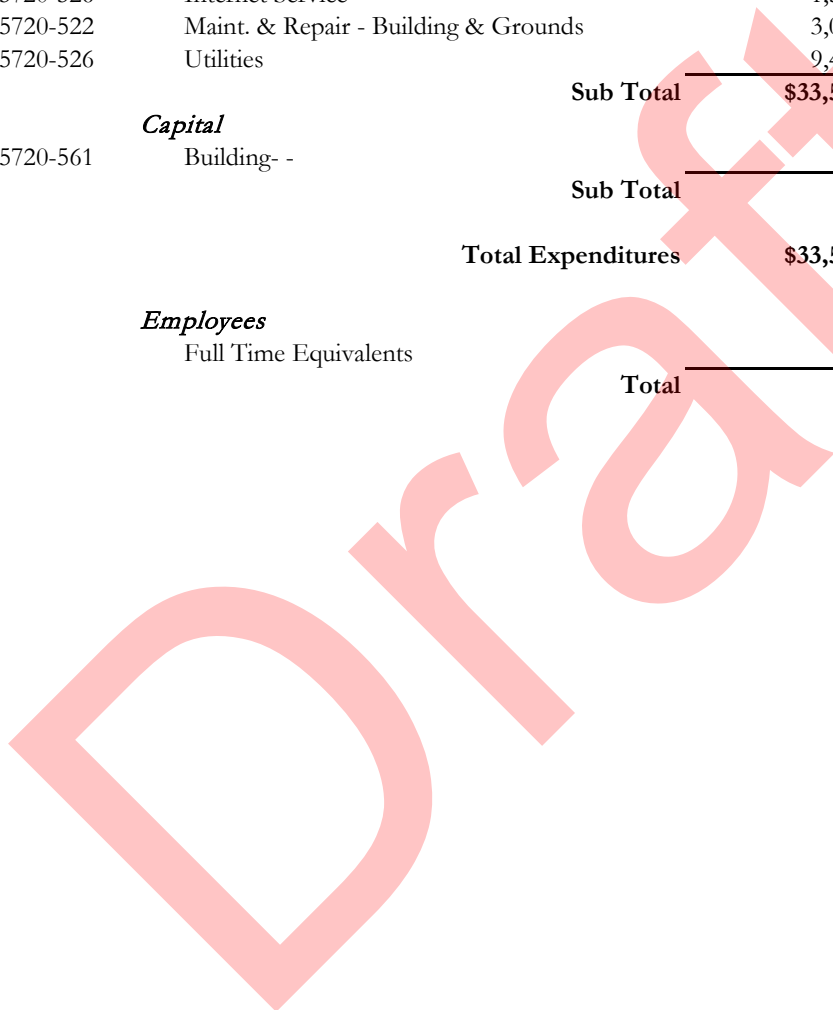 5720-522 Maint. & Repair - Building & Grounds
5720-526 Utilities
Sub Total
Capital
5720-561 Building- -
Sub Total
Total Expenditures
Employees
Full Time Equivalents
Total
Draft